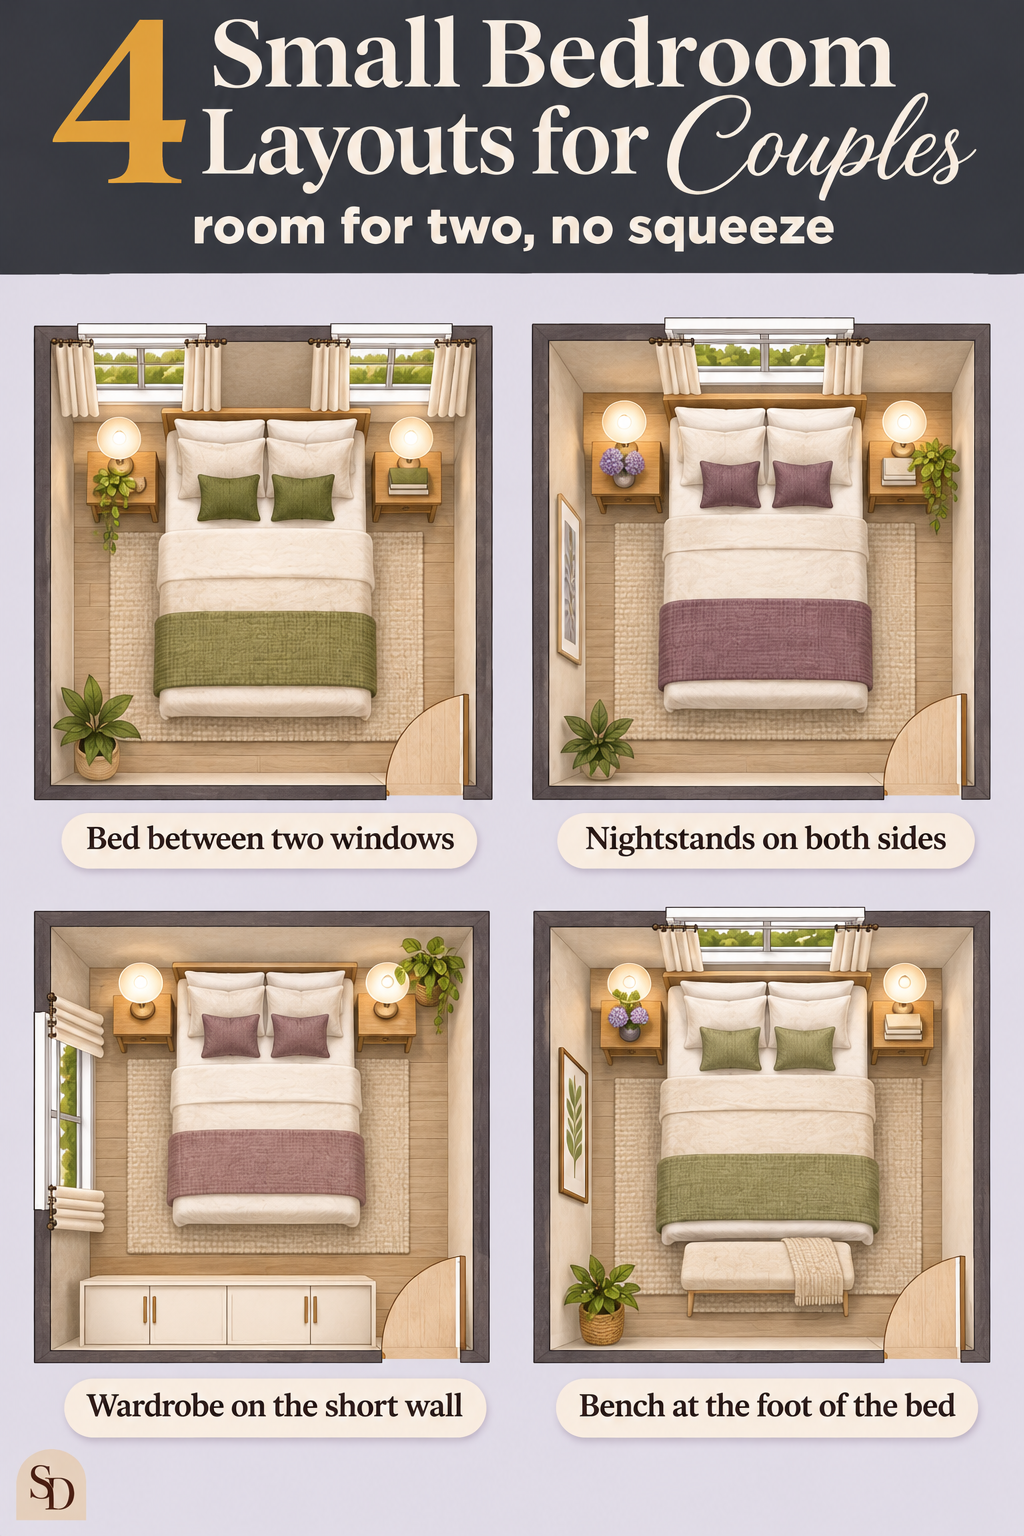 4 Small Bedroom
Layouts for Couples
room for two, no squeeze
Bed between two windows
Nightstands on both sides
Wardrobe on the short wall
Bench at the foot of the bed
SD